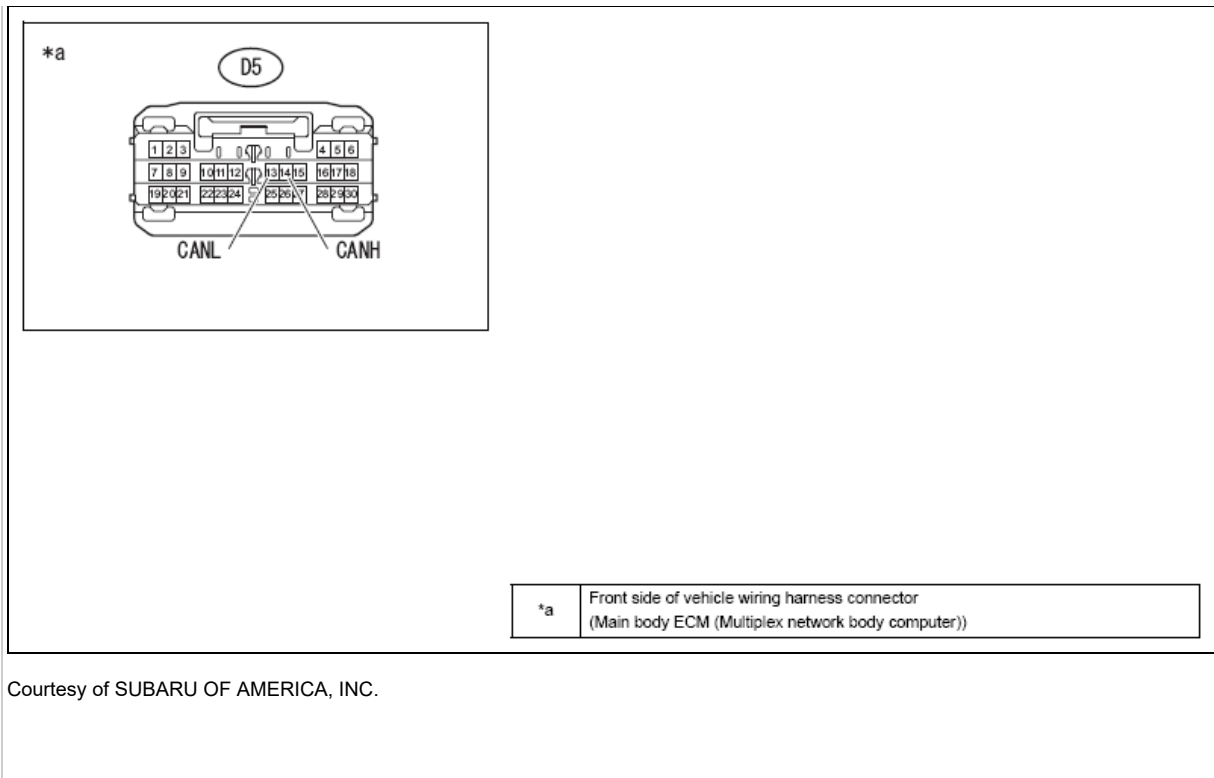 *a
D5
1 2 3 4 5 6
7 8 9 10 11 12 13 14 15 16 17 18
19 20 21 22 23 24 25 26 27 28 29 30
CANL CANH
*a Front side of vehicle wiring harness connector
(Main body ECM (Multiplex network body computer))
Courtesy of SUBARU OF AMERICA, INC.